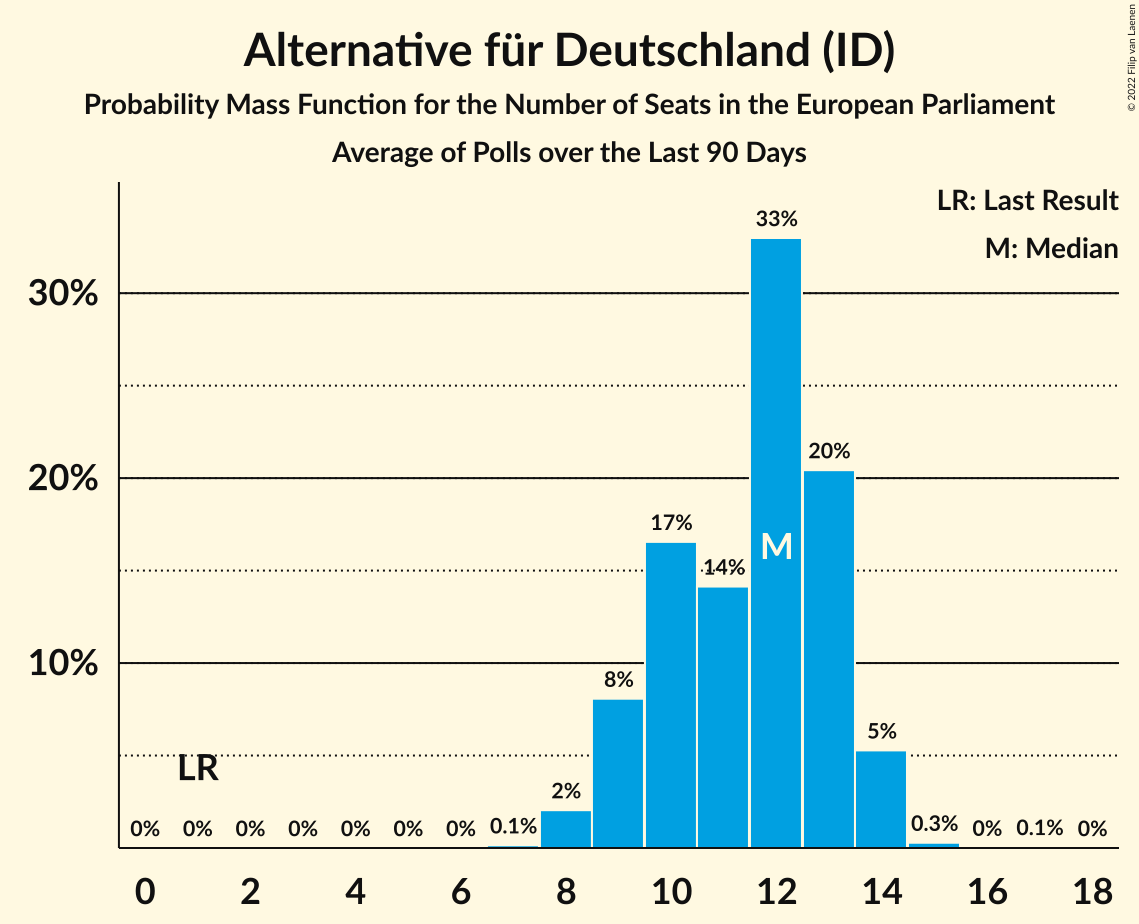 Alternative für Deutschland (ID)
Probability Mass Function for the Number of Seats in the European Parliament
Average of Polls over the Last 90 Days
© 2022 Filip van Laenen
LR: Last Result
M: Median
33%
30%
20%
20%
17%
M
14%
10%
8%
LR
5%
2%
0% 0% 0% 0% 0% 0% 0% 0.1% 0.3% 0% 0.1% 0%
0 2 4 6 8 10 12 14 16 18